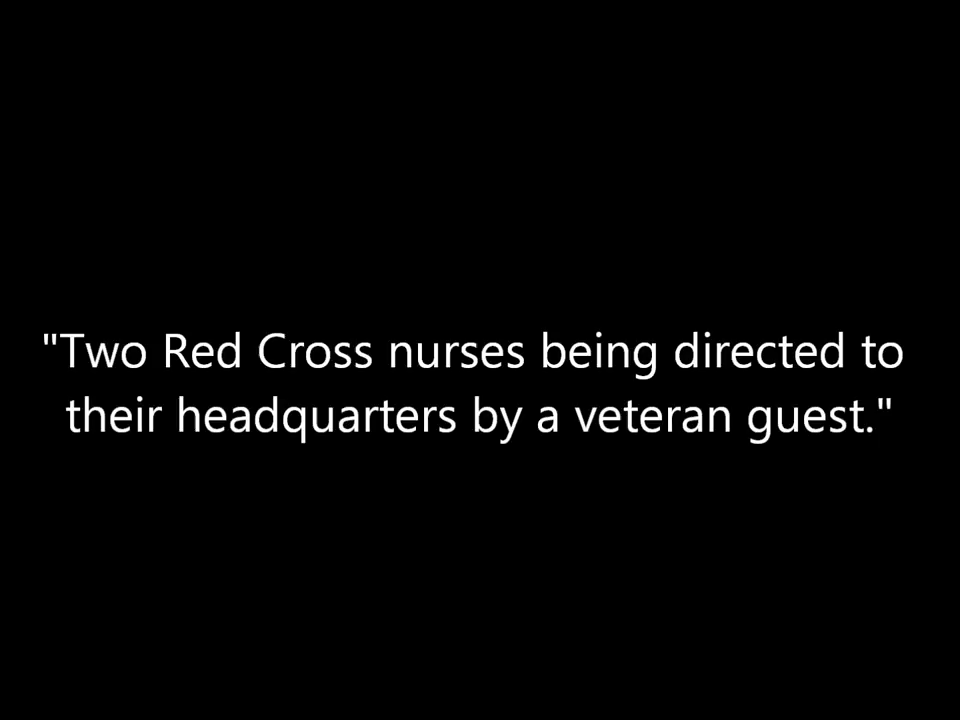 "Two Red Cross nurses being directed to
their headquarters by a veteran guest."